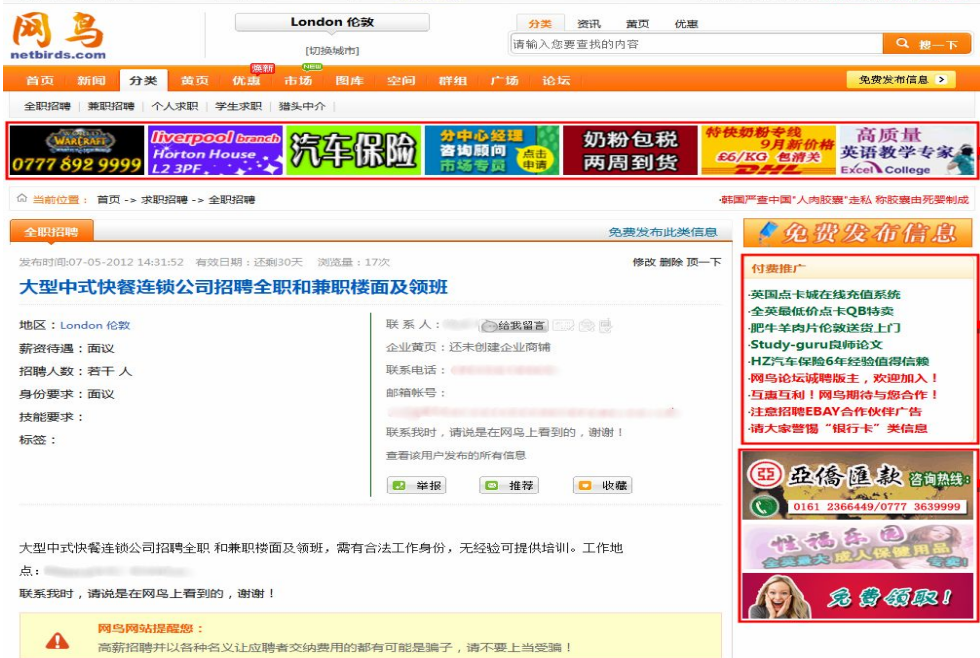 网鸟
netbirds.com
London 伦敦
[切换城市]
分类 资讯 黄页 优惠
请输入您要查找的内容
搜一下
首页 新闻 分类 黄页 优惠 焕新 市场 NEW 图库 空间 群组 广场 论坛
免费发布信息 >
全职招聘 | 兼职招聘 | 个人求职 | 学生求职 | 猎头中介 |
WARCRAFT
0777 892 9999
liverpool branch
Horton House
L2 3PF
汽车保险
分中心经理
咨询顾问
市场专员
点击
申请
奶粉包税
两周到货
特快奶粉专线
9月新价格
£6/KG 包清关
DHL
高质量
英语教学专家
Excel College
当前位置： 首页 -> 求职招聘 -> 全职招聘
·韩国严查中国"人肉胶囊"走私 称胶囊由死婴制成
全职招聘
免费发布此类信息
免费发布信息
发布时间:07-05-2012 14:31:52 有效日期：还剩30天 浏览量：17次
修改 删除 顶一下
大型中式快餐连锁公司招聘全职和兼职楼面及领班
地区：London 伦敦
薪资待遇：面议
招聘人数：若干 人
身份要求：面议
技能要求：
标签：
联 系 人：
给我留言
企业黄页：还未创建企业商铺
联系电话：
邮箱帐号：
联系我时，请说是在网鸟上看到的，谢谢！
查看该用户发布的所有信息
举报 推荐 收藏
付费推广
·英国点卡城在线充值系统
·全英最低价点卡QB特卖
·肥牛羊肉片伦敦送货上门
·Study-guru良师论文
·HZ汽车保险6年经验值得信赖
·网鸟论坛诚聘版主，欢迎加入！
·互惠互利！网鸟期待与您合作！
·注意招聘EBAY合作伙伴广告
·请大家警惕“银行卡”类信息
亞僑匯款 咨询热线:
0161 2366449/0777 3639999
性福乐园
全英最大成人保健用品
专卖!
免费领取!
大型中式快餐连锁公司招聘全职 和兼职楼面及领班，需有合法工作身份，无经验可提供培训。工作地
点：
联系我时，请说是在网鸟上看到的，谢谢！
网鸟网站提醒您：
高薪招聘并以各种名义让应聘者交纳费用的都有可能是骗子，请不要上当受骗！